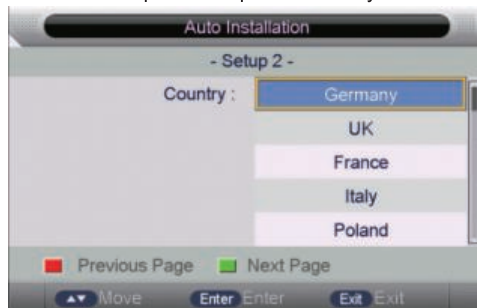 Auto Installation
- Setup 2 -
Country : Germany
UK
France
Italy
Poland
Previous Page Next Page
Move Enter Enter Exit Exit